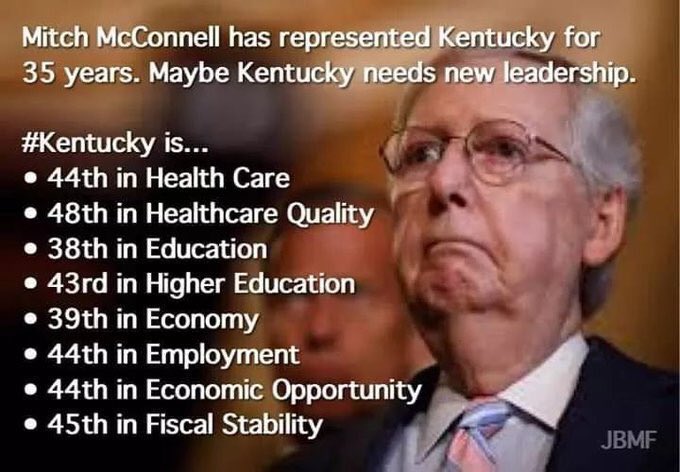 Mitch McConnell has represented Kentucky for
35 years. Maybe Kentucky needs new leadership.
#Kentucky is...
• 44th in Health Care
• 48th in Healthcare Quality
• 38th in Education
• 43rd in Higher Education
• 39th in Economy
• 44th in Employment
• 44th in Economic Opportunity
• 45th in Fiscal Stability
JBMF